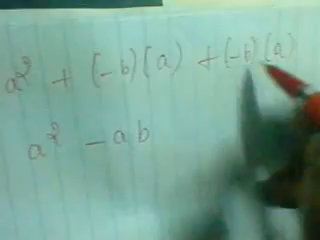 a² + (-b)(a) + (-b)(a)
a² - ab